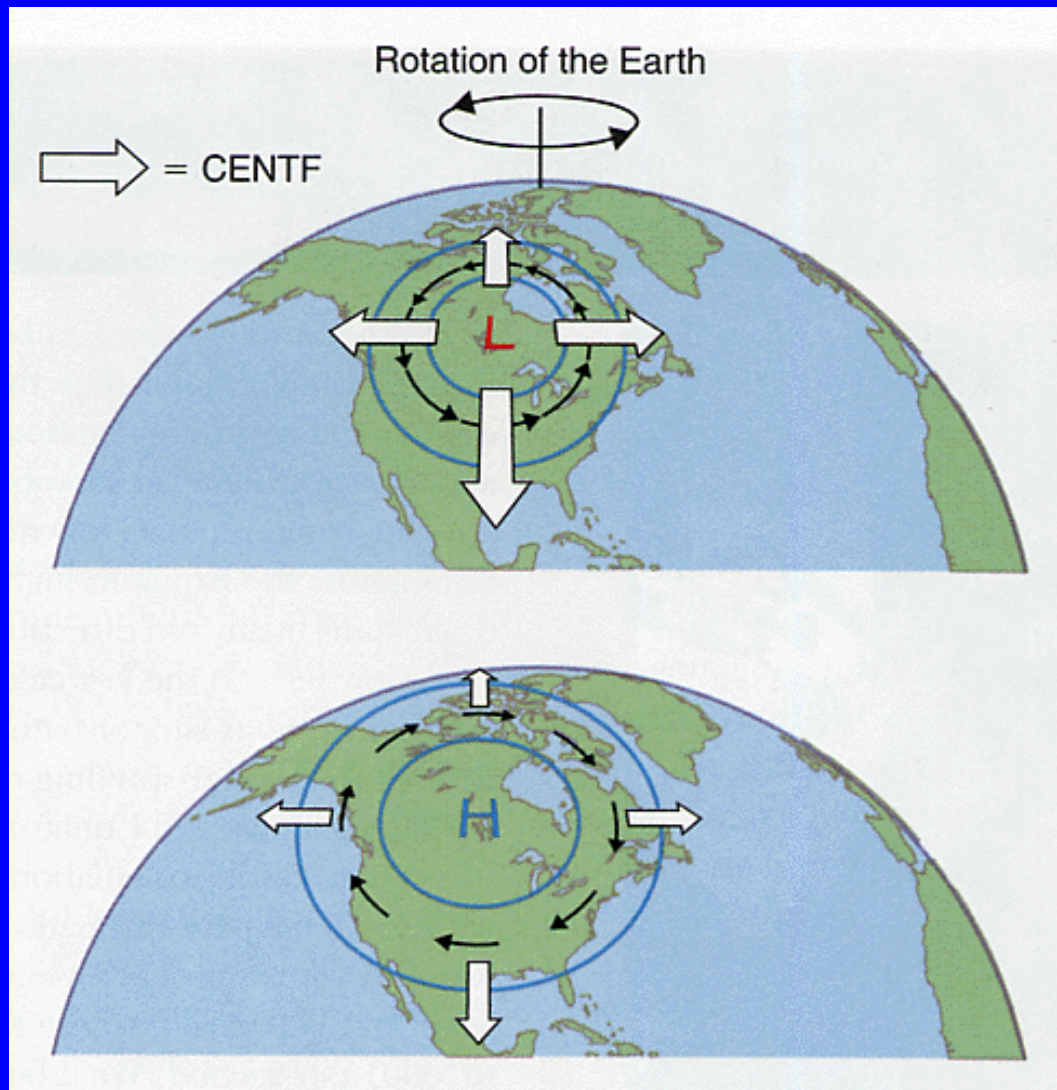 Rotation of the Earth
= CENTF
L
H